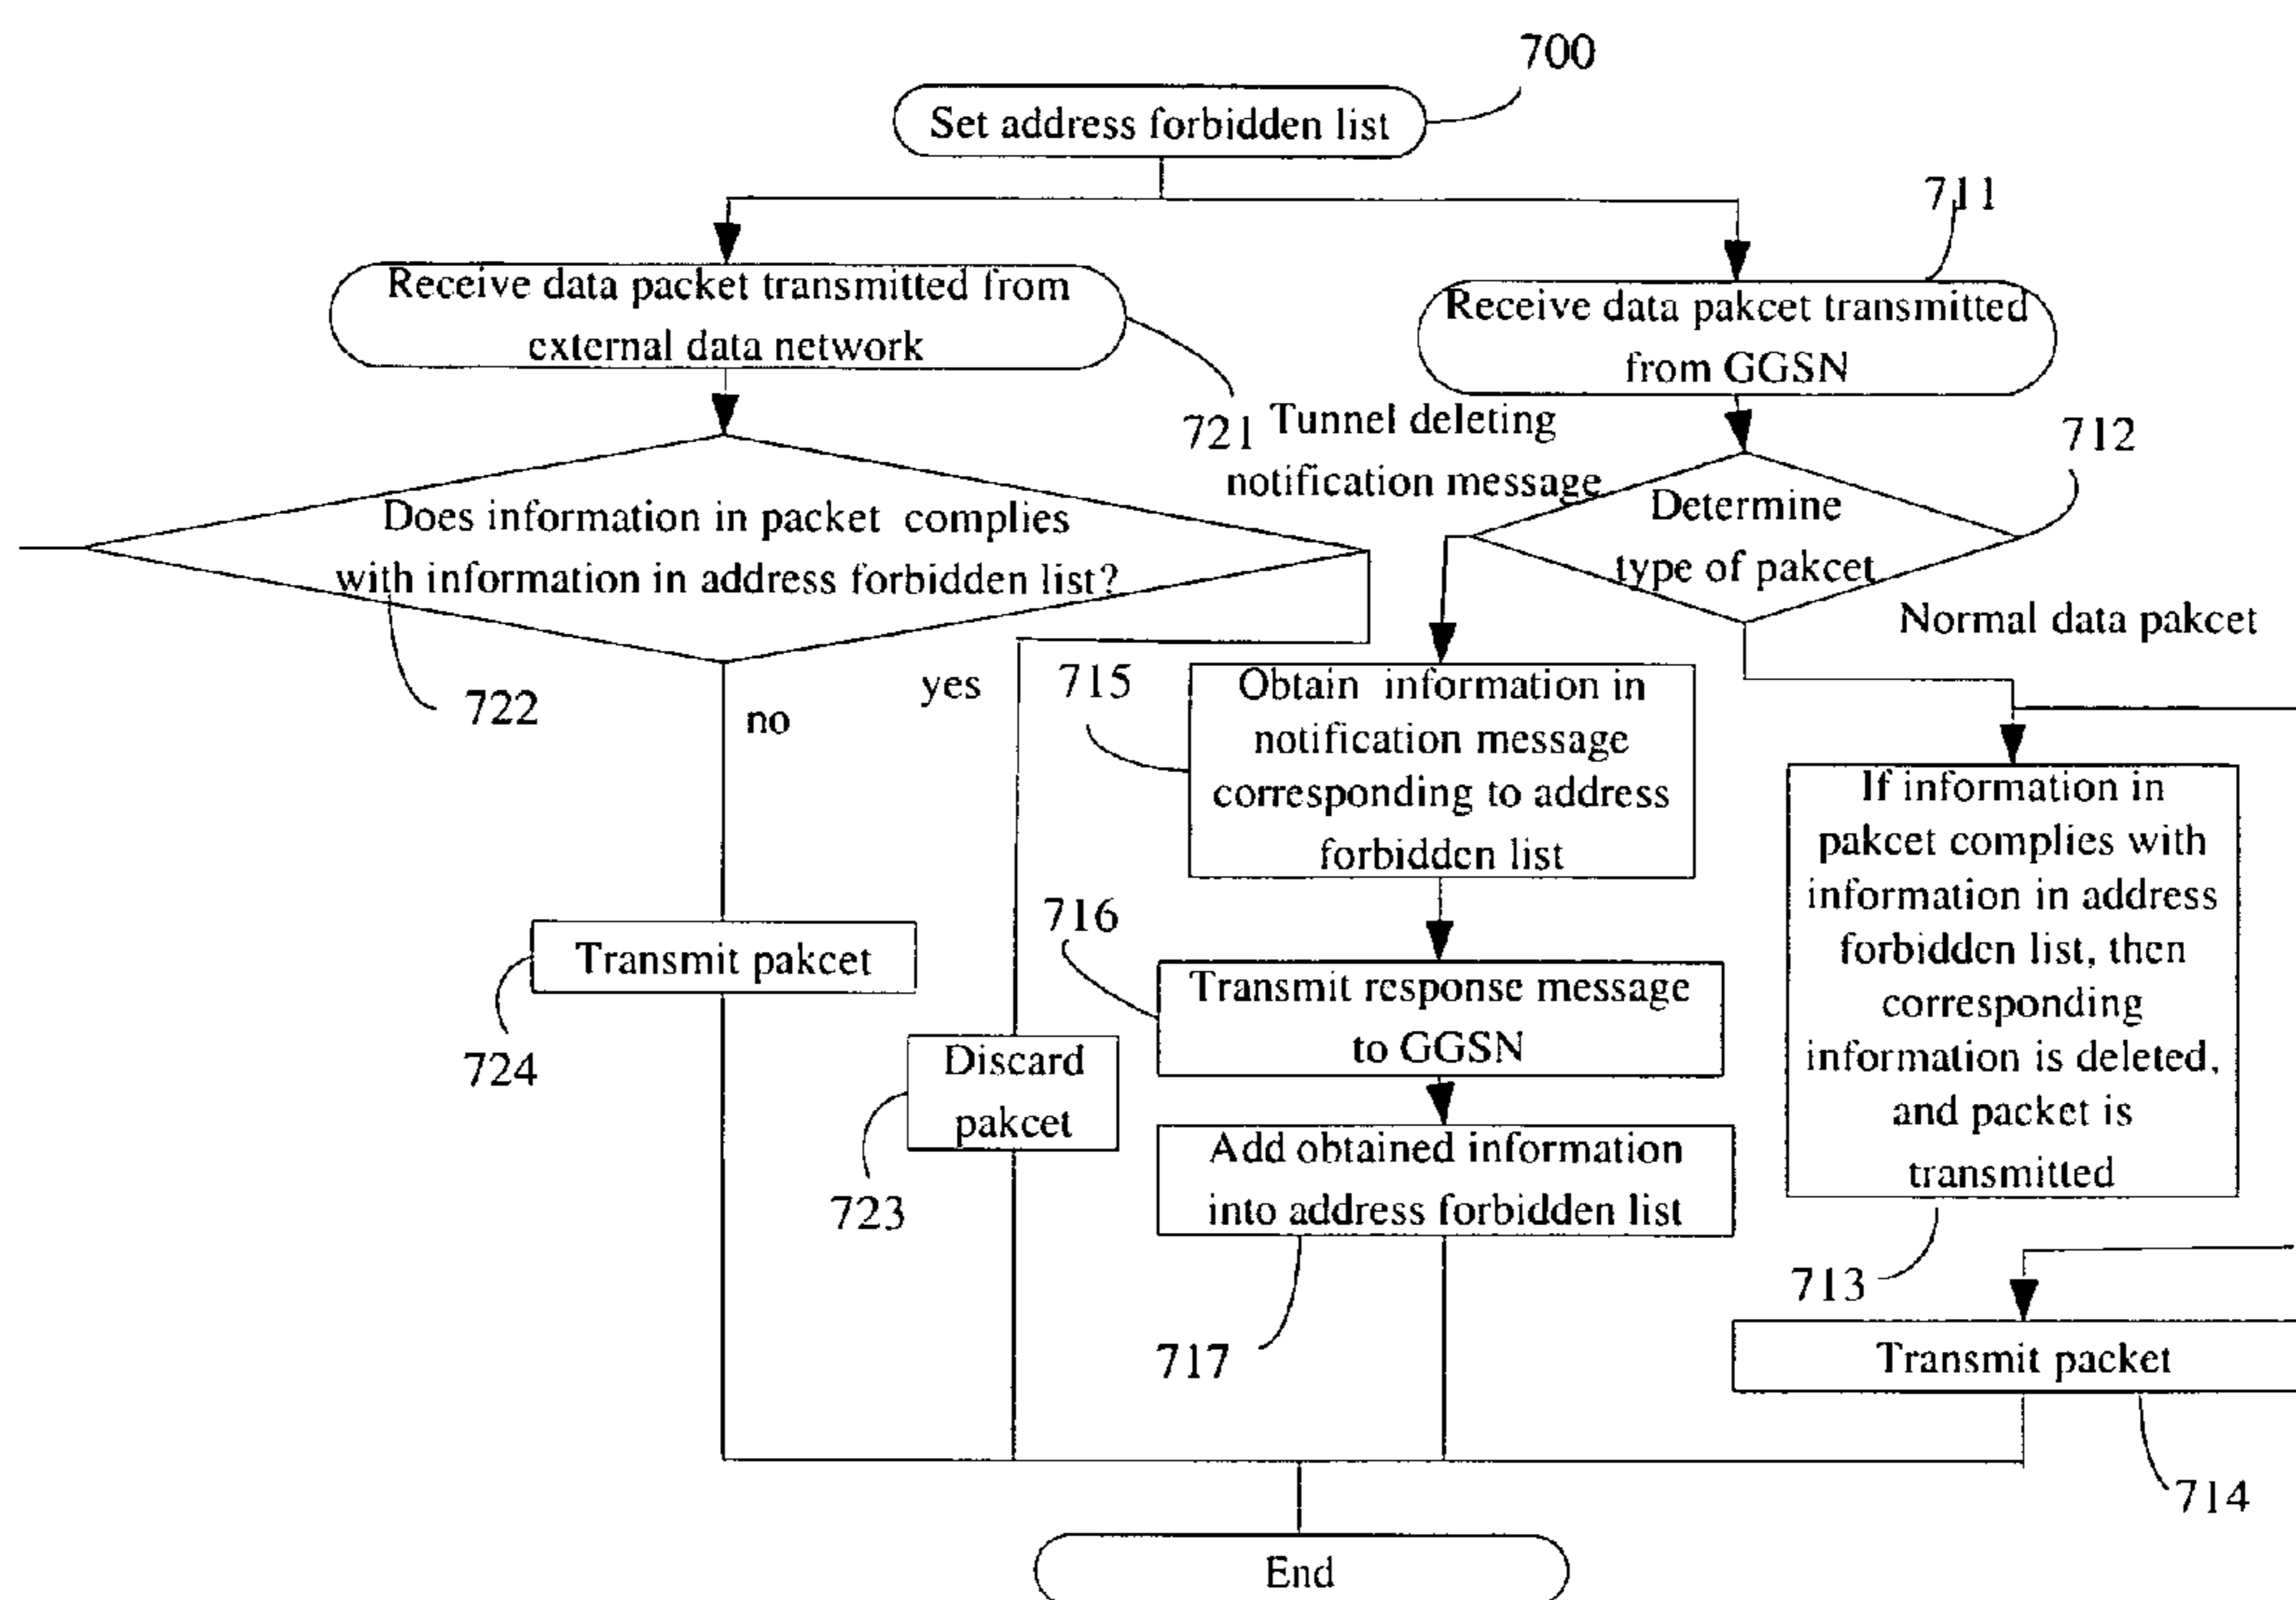 700
Set address forbidden list
711
Receive data packet transmitted from
external data network
721
Receive data pakcet transmitted
from GGSN
Tunnel deleting
notification message
712
Determine
type of pakcet
Does information in packet complies
with information in address forbidden list?
722
no
yes
Normal data pakcet
715
Obtain information in
notification message
corresponding to address
forbidden list
If information in
pakcet complies with
information in address
forbidden list, then
corresponding
information is deleted,
and packet is
transmitted
713
716
Transmit response message
to GGSN
Transmit pakcet
724
Discard
pakcet
723
Add obtained information
into address forbidden list
717
Transmit packet
714
End